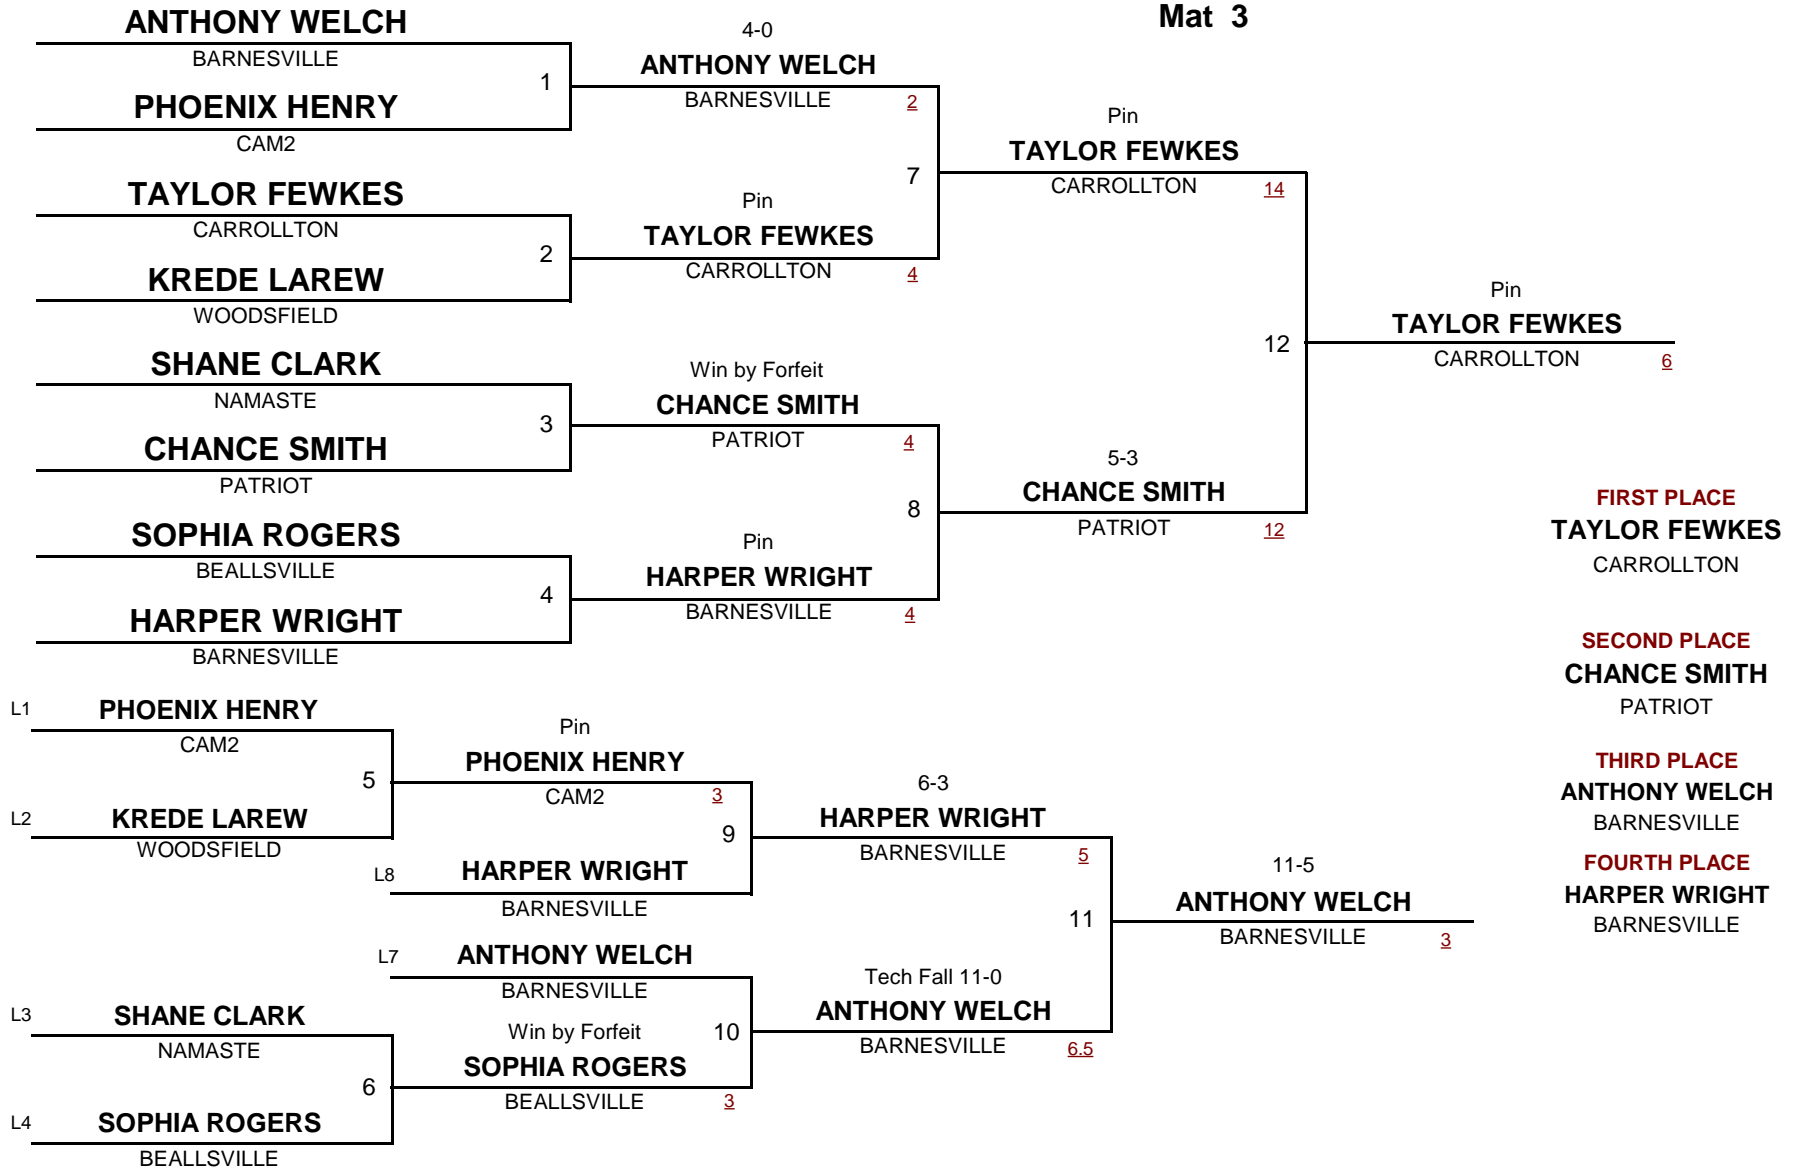 Mat 3
ANTHONY WELCH
BARNESVILLE
1
PHOENIX HENRY
CAM2
TAYLOR FEWKES
CARROLLTON
2
KREDE LAREW
WOODSFIELD
SHANE CLARK
NAMASTE
3
CHANCE SMITH
PATRIOT
SOPHIA ROGERS
BEALLSVILLE
4
HARPER WRIGHT
BARNESVILLE
4-0
ANTHONY WELCH
BARNESVILLE 2
7
Pin
TAYLOR FEWKES
CARROLLTON 4
Win by Forfeit
CHANCE SMITH
PATRIOT 4
8
Pin
HARPER WRIGHT
BARNESVILLE 4
Pin
TAYLOR FEWKES
CARROLLTON 14
12
5-3
CHANCE SMITH
PATRIOT 12
Pin
TAYLOR FEWKES
CARROLLTON 6
FIRST PLACE
TAYLOR FEWKES
CARROLLTON
SECOND PLACE
CHANCE SMITH
PATRIOT
THIRD PLACE
ANTHONY WELCH
BARNESVILLE
FOURTH PLACE
HARPER WRIGHT
BARNESVILLE
L1 PHOENIX HENRY
CAM2
5
L2 KREDE LAREW
WOODSFIELD
L3 SHANE CLARK
NAMASTE
6
L4 SOPHIA ROGERS
BEALLSVILLE
Pin
PHOENIX HENRY
CAM2 3
9
L8 HARPER WRIGHT
BARNESVILLE
L7 ANTHONY WELCH
BARNESVILLE
Win by Forfeit 10
SOPHIA ROGERS
BEALLSVILLE 3
6-3
HARPER WRIGHT
BARNESVILLE 5
11
Tech Fall 11-0
ANTHONY WELCH
BARNESVILLE 6.5
11-5
ANTHONY WELCH
BARNESVILLE 3